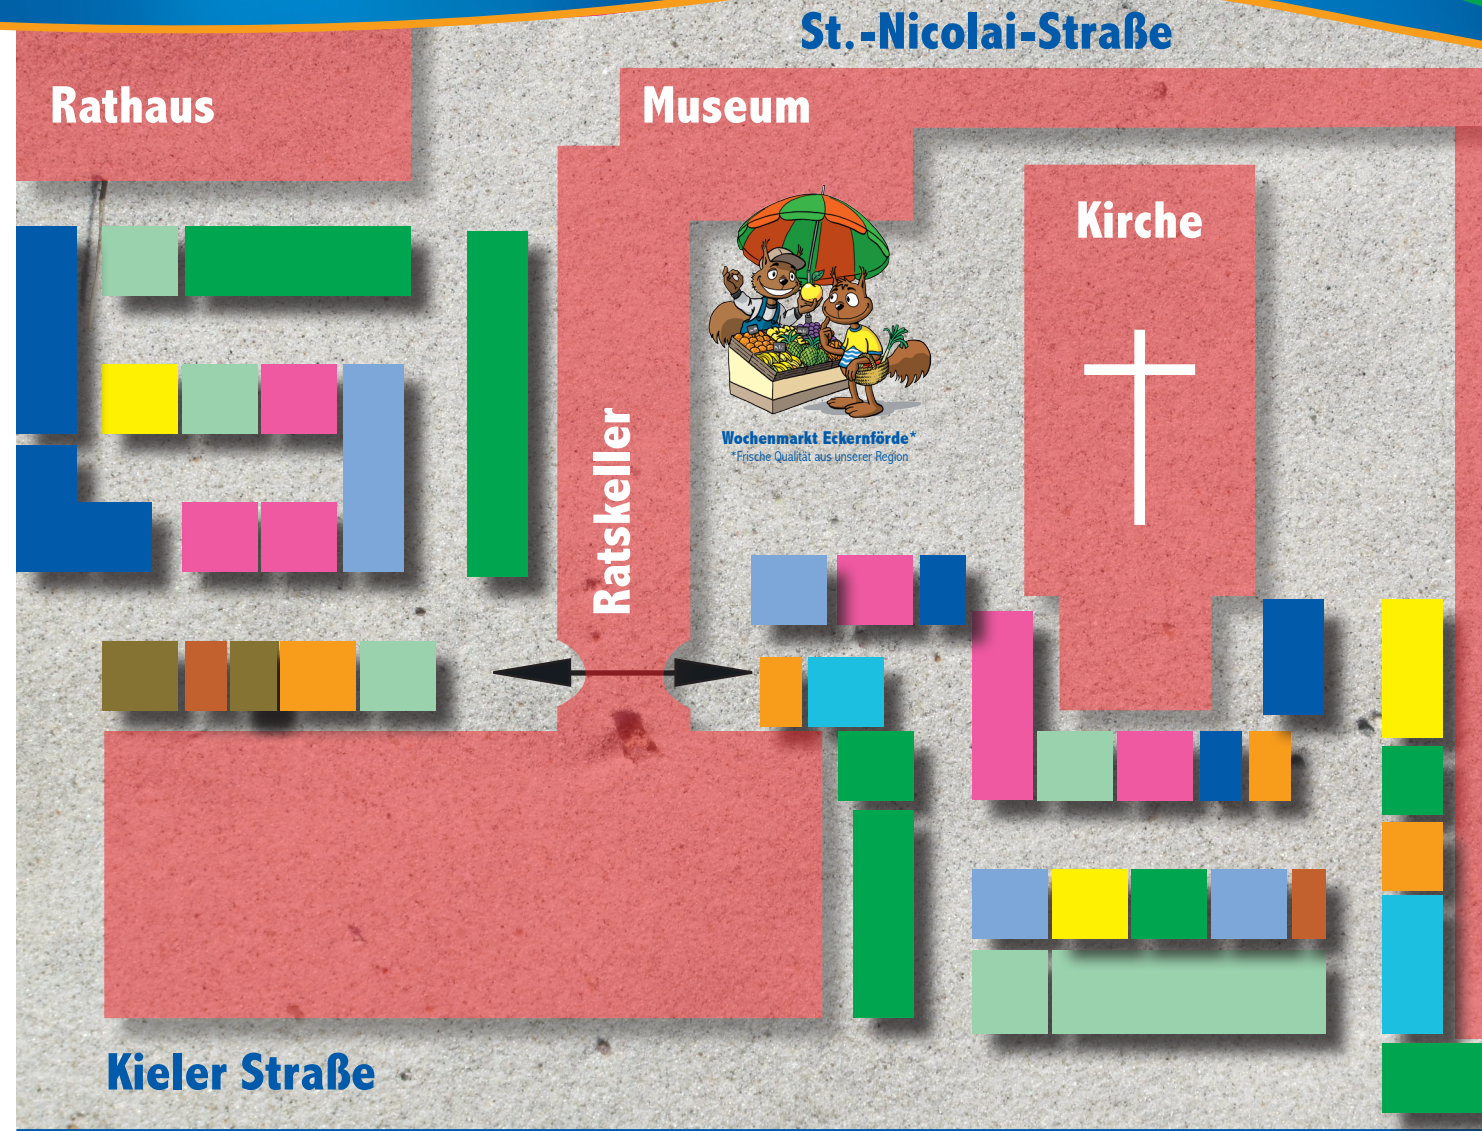 St.-Nicolai-Straße
Rathaus
Museum
Kirche
Ratskeller
Wochenmarkt Eckernförde*
*Frische Qualität aus unserer Region
Kieler Straße